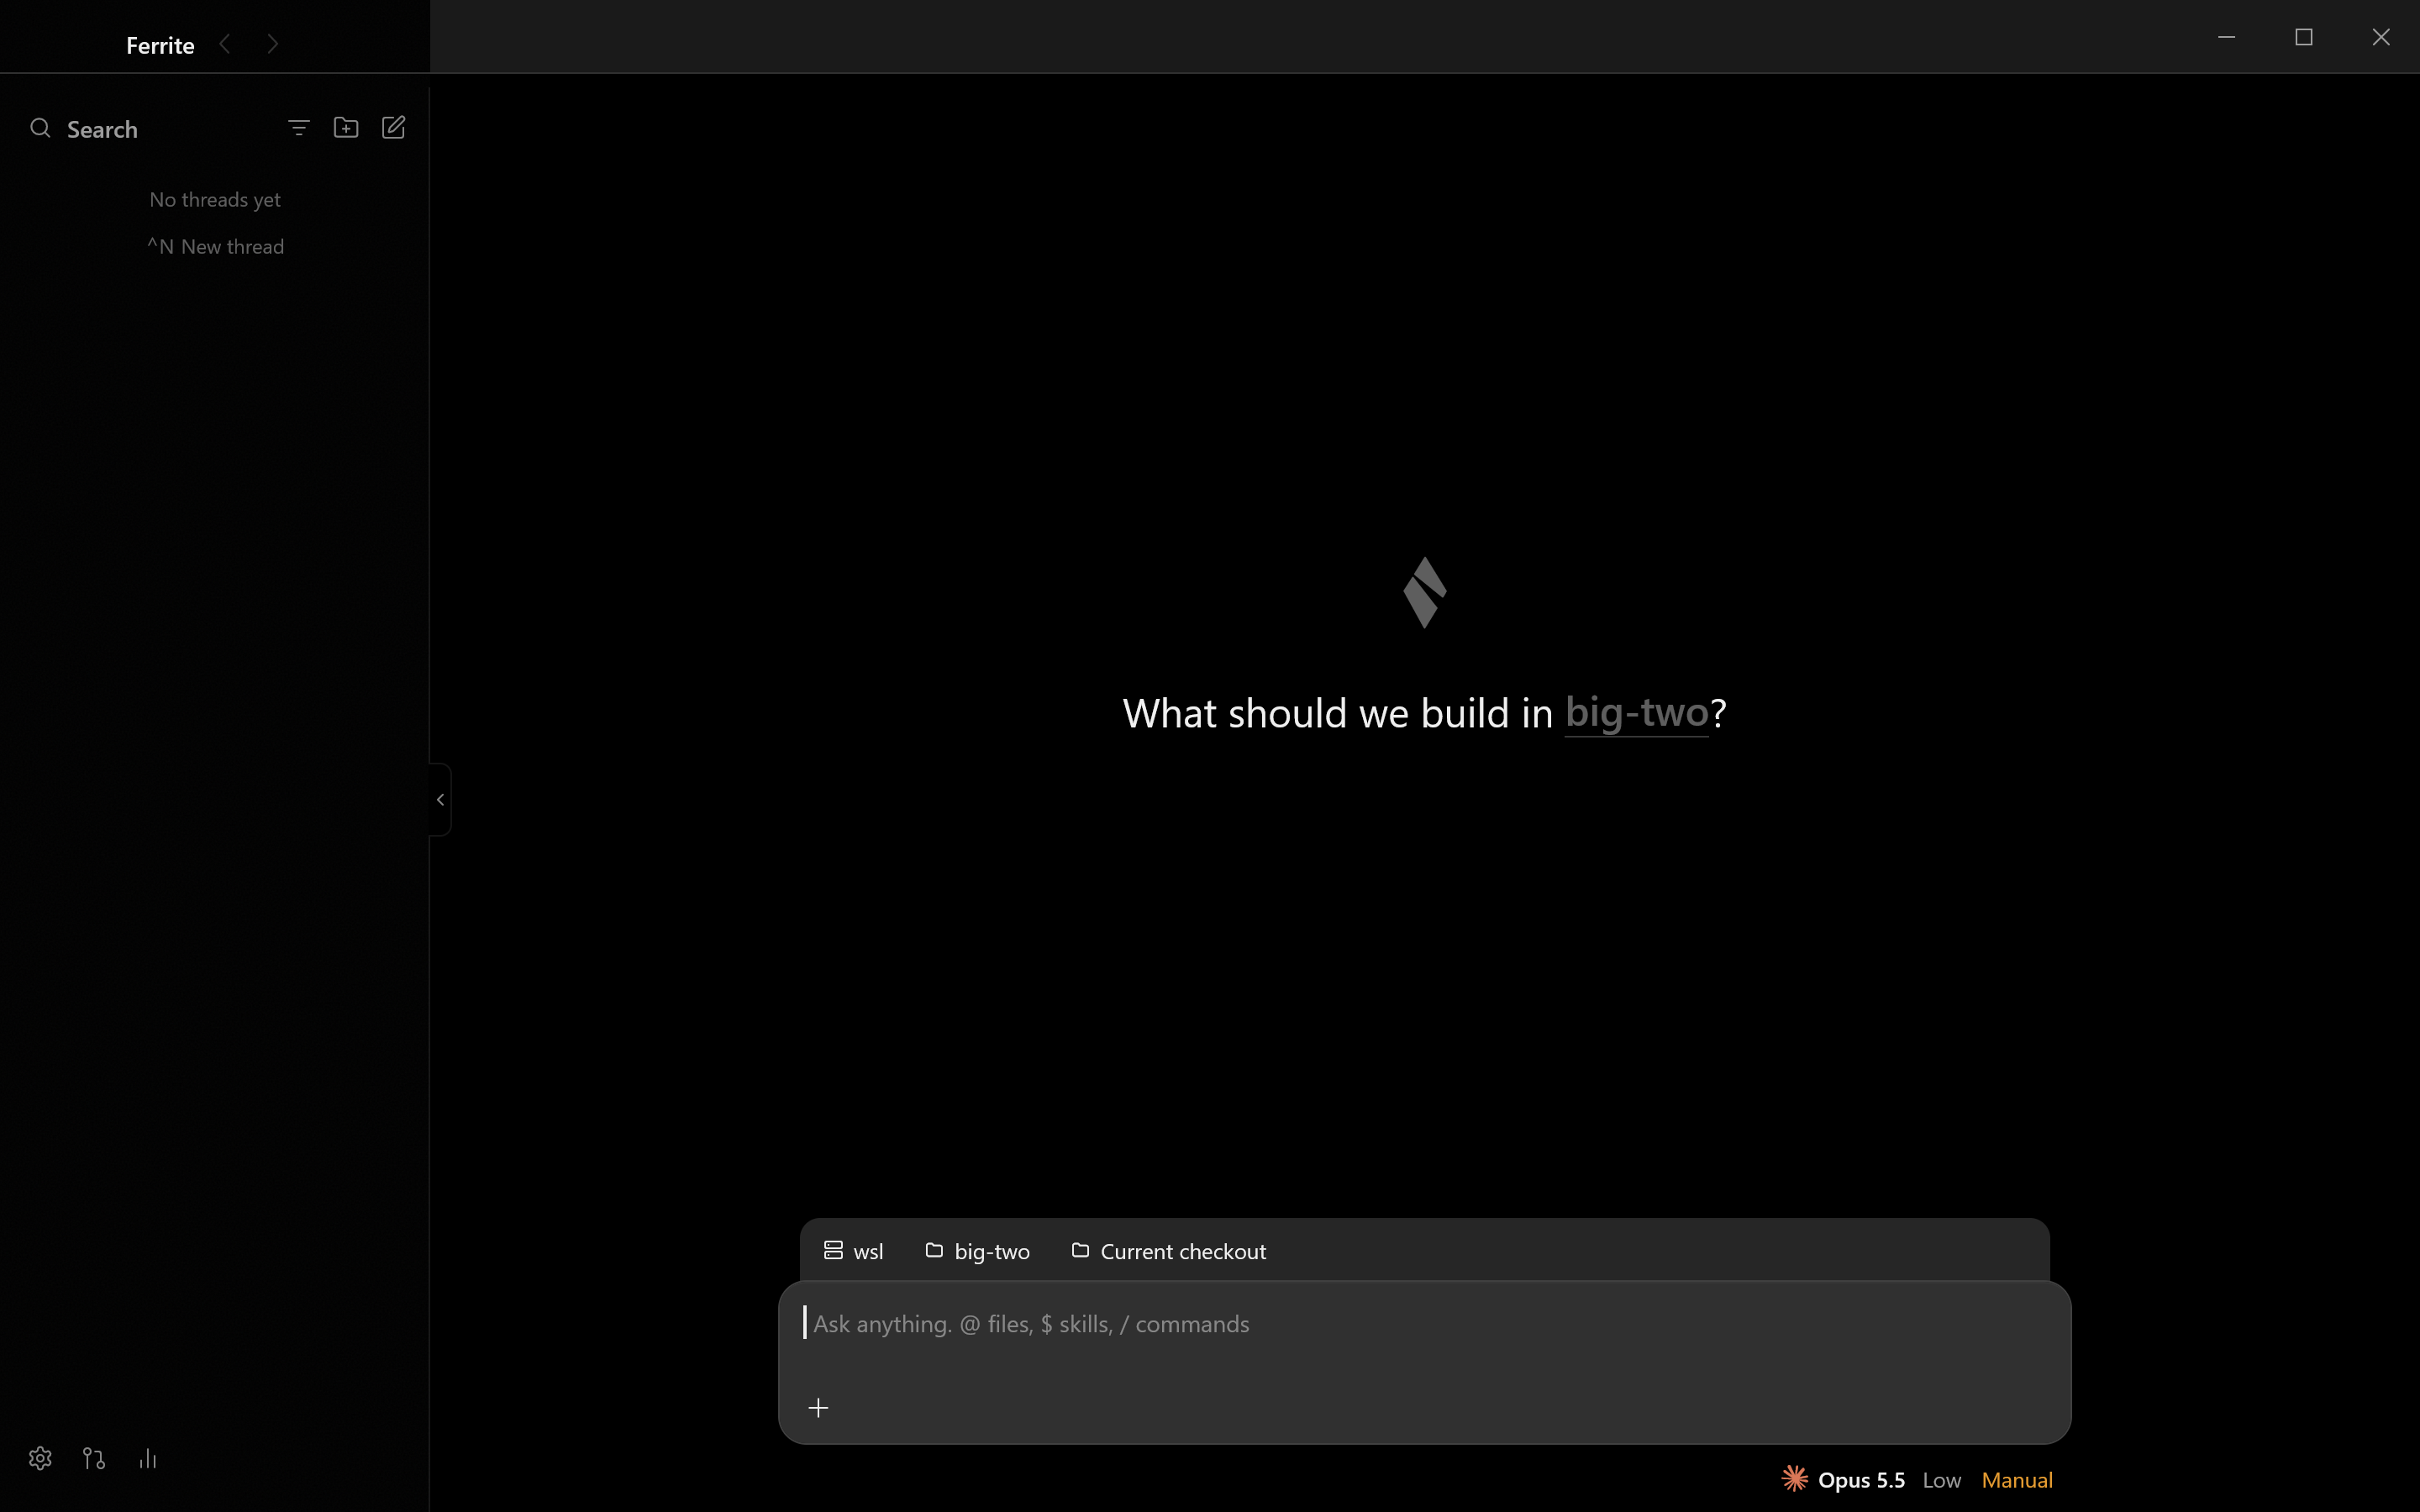 Ferrite
Search
No threads yet
^N New thread
What should we build in big-two?
wsl big-two Current checkout
Ask anything. @ files, $ skills, / commands
Opus 5.5 Low Manual